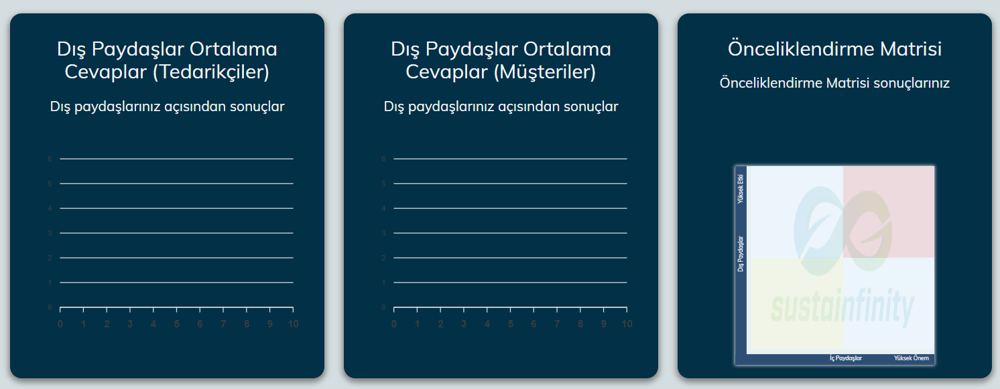 Dış Paydaşlar Ortalama
Cevaplar (Tedarikçiler)
Dış paydaşlarınız açısından sonuçlar
6
5
4
3
2
1
0
0 1 2 3 4 5 6 7 8 9 10
Dış Paydaşlar Ortalama
Cevaplar (Müşteriler)
Dış paydaşlarınız açısından sonuçlar
6
5
4
3
2
1
0
0 1 2 3 4 5 6 7 8 9 10
Önceliklendirme Matrisi
Önceliklendirme Matrisi sonuçlarınız
Yüksek Etki
Dış Paydaşlar
sustainfinity
İç Paydaşlar
Yüksek Önem